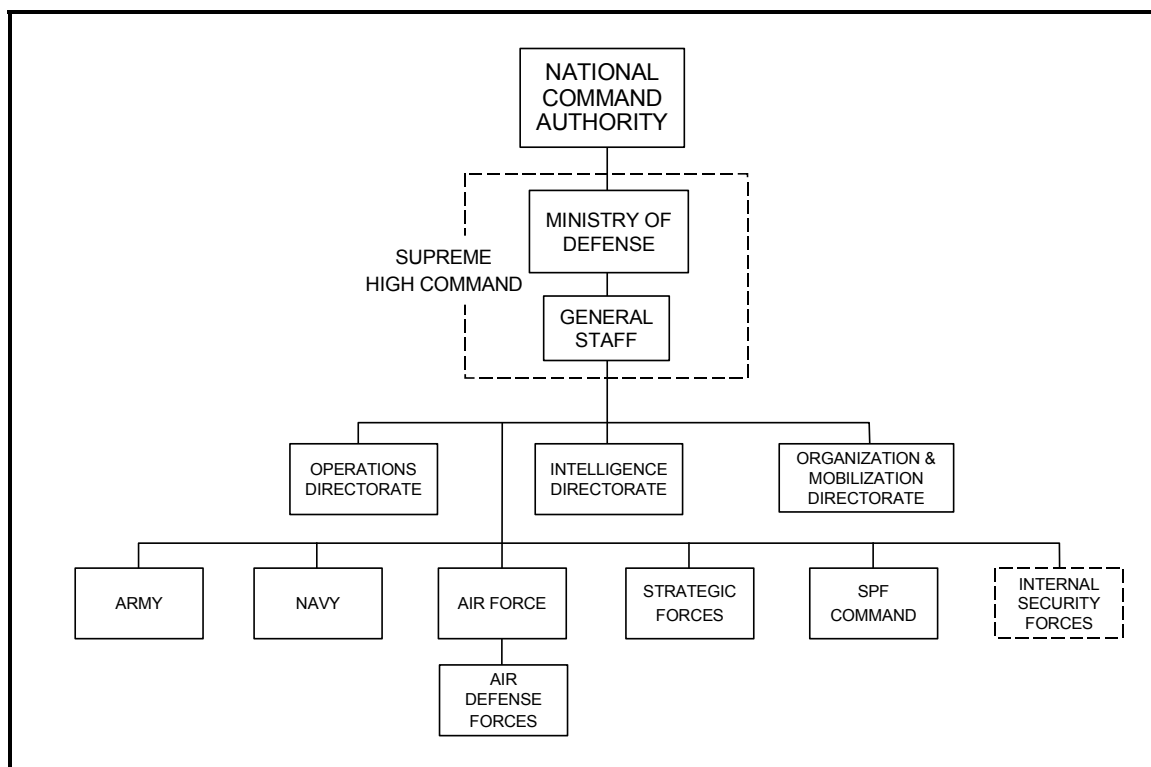 NATIONAL
COMMAND
AUTHORITY
MINISTRY OF
DEFENSE
SUPREME
HIGH COMMAND
GENERAL
STAFF
OPERATIONS
DIRECTORATE
INTELLIGENCE
DIRECTORATE
ORGANIZATION &
MOBILIZATION
DIRECTORATE
ARMY
NAVY
AIR FORCE
STRATEGIC
FORCES
SPF
COMMAND
INTERNAL
SECURITY
FORCES
AIR
DEFENSE
FORCES